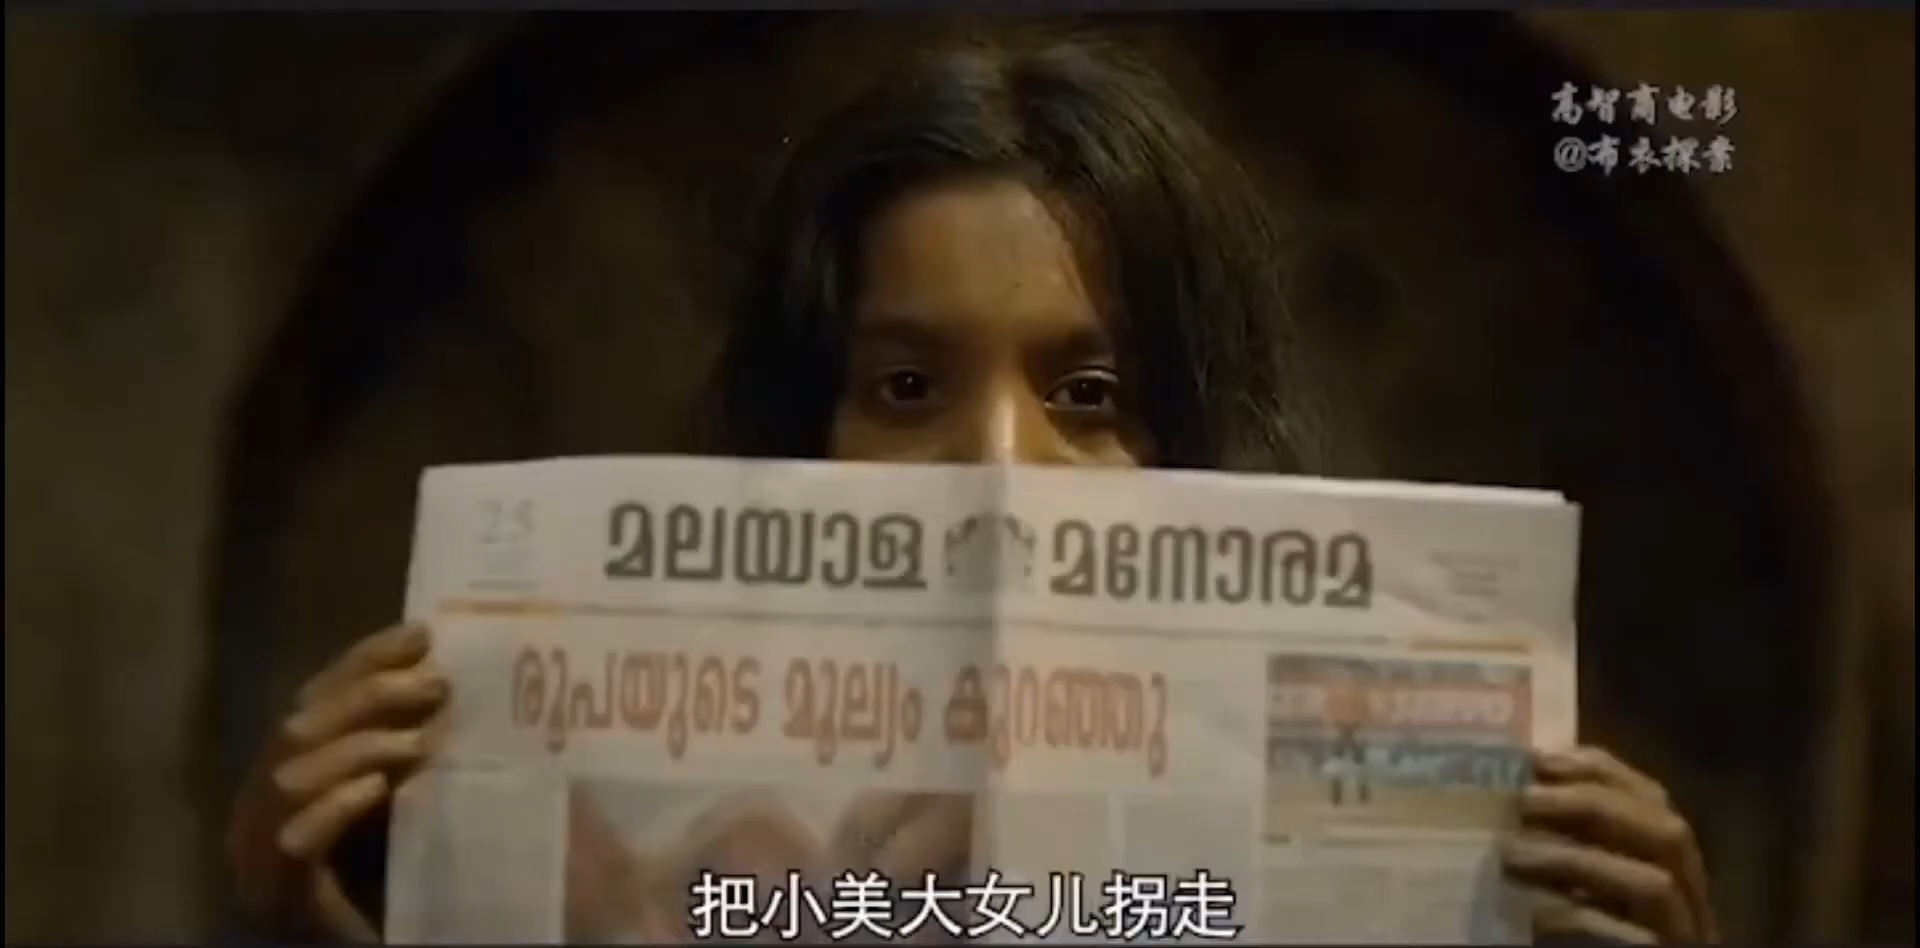 高智商电影
@布衣探索
25
മലയാള മനോരമ
രൂപയുടെ മൂല്യം കുറഞ്ഞു
把小美大女儿拐走